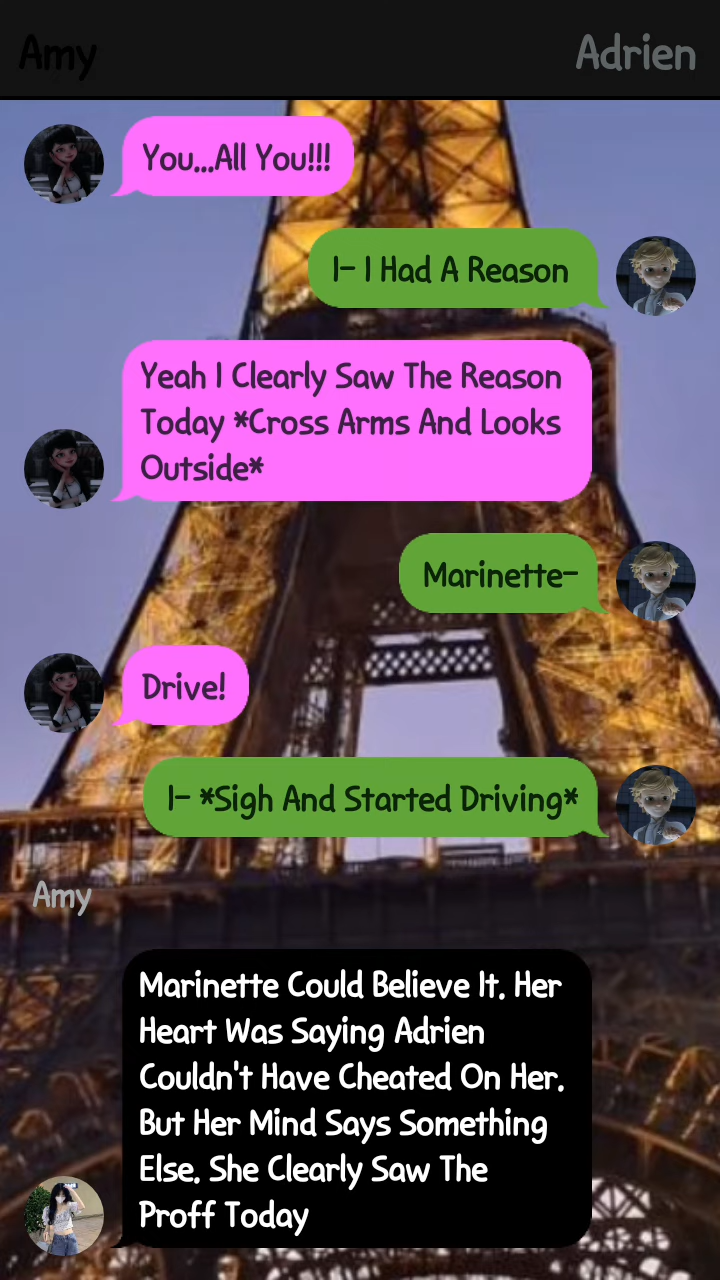 Amy
Adrien
You...All You!!!
I- I Had A Reason
Yeah I Clearly Saw The Reason
Today *Cross Arms And Looks
Outside*
Marinette-
Drive!
I- *Sigh And Started Driving*
Amy
Marinette Could Believe It. Her
Heart Was Saying Adrien
Couldn't Have Cheated On Her.
But Her Mind Says Something
Else. She Clearly Saw The
Proff Today